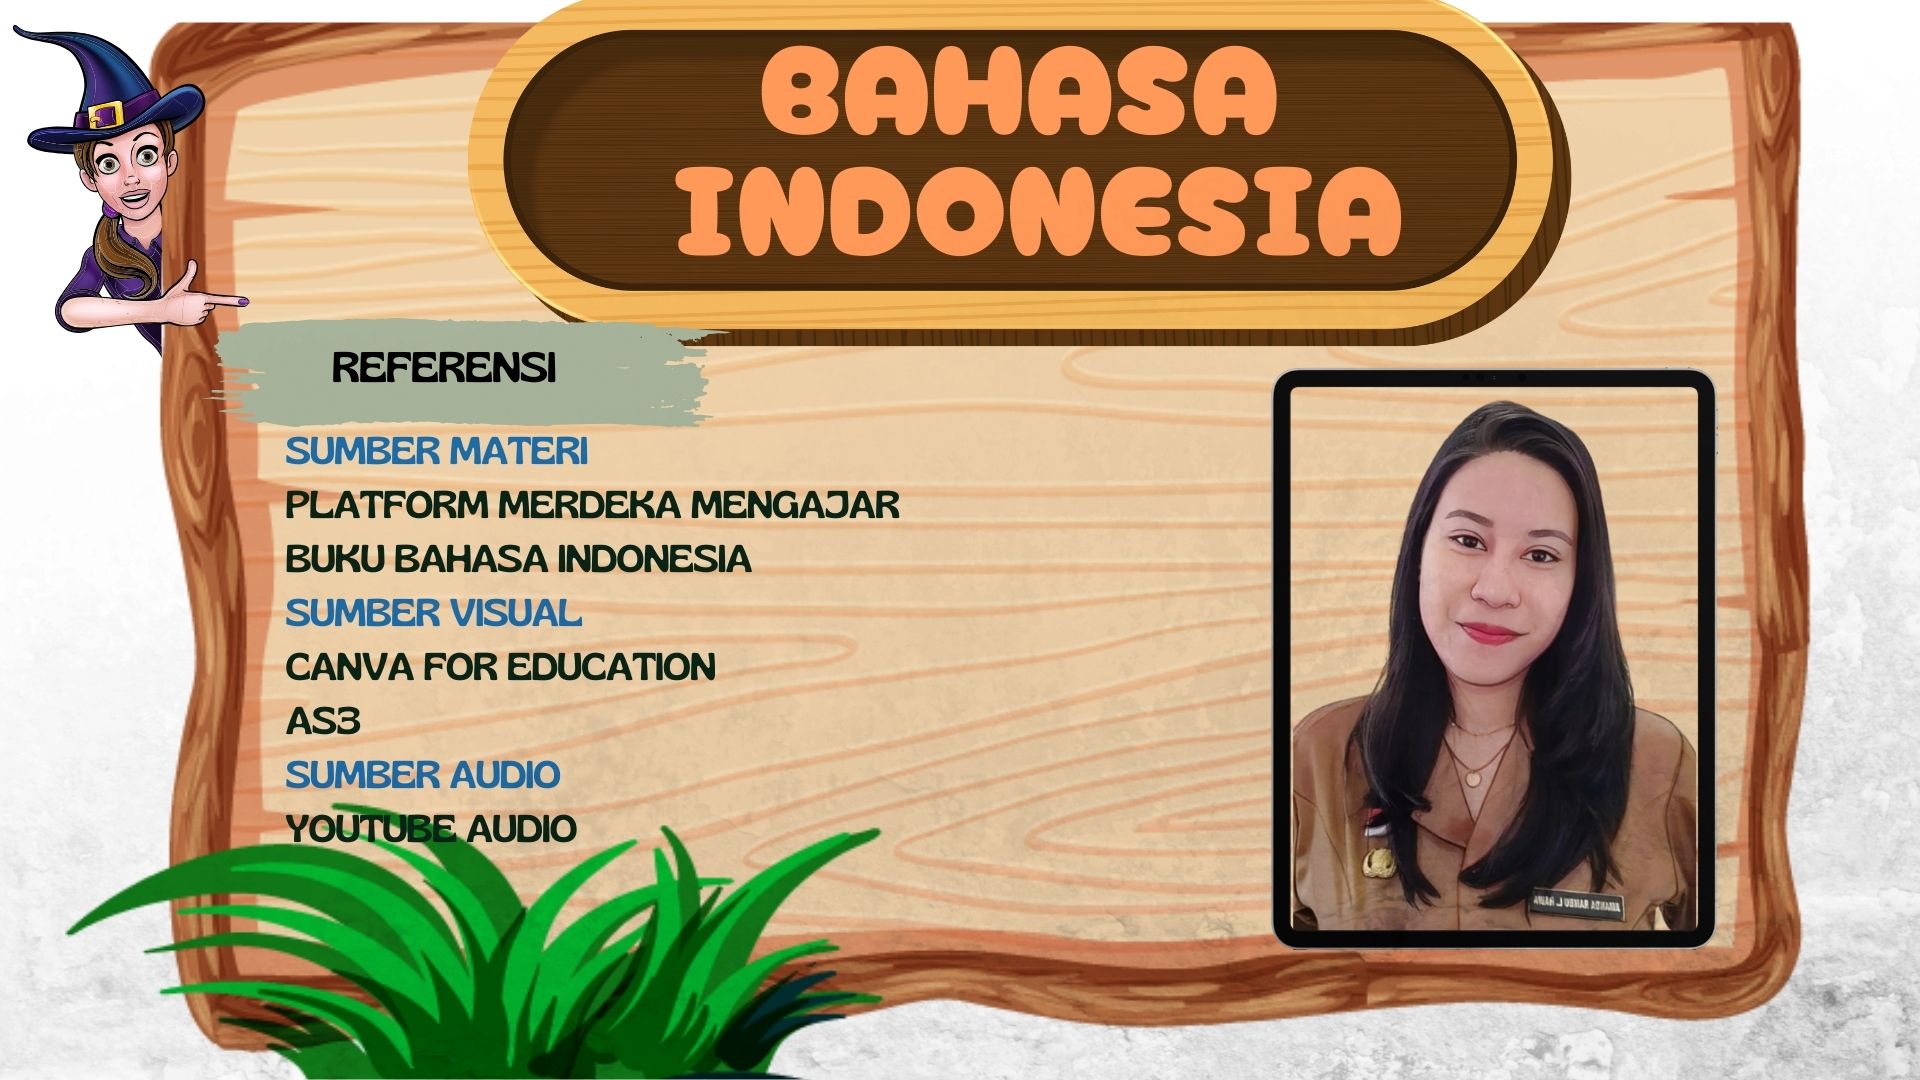 BAHASA
INDONESIA
REFERENSI
SUMBER MATERI
PLATFORM MERDEKA MENGAJAR
BUKU BAHASA INDONESIA
SUMBER VISUAL
CANVA FOR EDUCATION
AS3
SUMBER AUDIO
YOUTUBE AUDIO